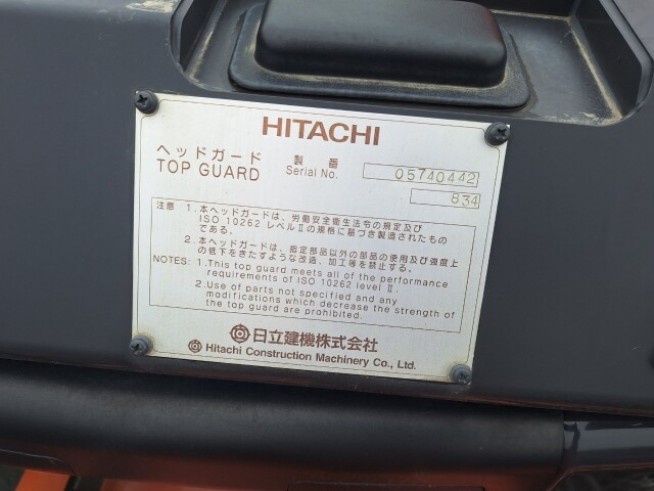 HITACHI
ヘッドガード 製番 05740442
TOP GUARD Serial No. 834
注意 1.本ヘッドガードは、労働安全衛生法令の規定及び
ISO 10262 レベルⅡの規格に基づき製造されたもの
である。
2.本ヘッドガードは、指定部品以外の部品の使用及び強度上
の低下をきたすような改造、加工等を禁止する。
NOTES: 1.This top guard meets all of the performance
requirements of ISO 10262 level Ⅱ.
2.Use of parts not specified and any
modifications which decrease the strength of
the top guard are prohibited.
日立建機株式会社
Hitachi Construction Machinery Co., Ltd.